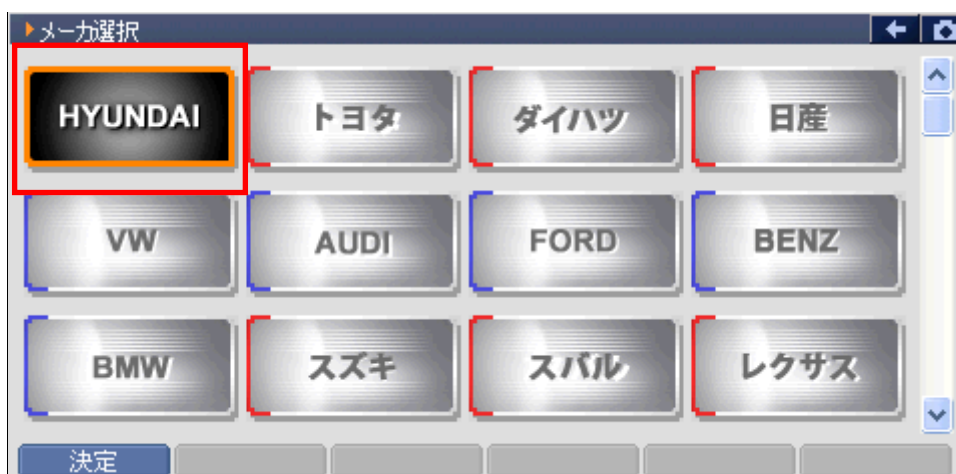 メーカ選択
HYUNDAI トヨタ ダイハツ 日産
VW AUDI FORD BENZ
BMW スズキ スバル レクサス
決定